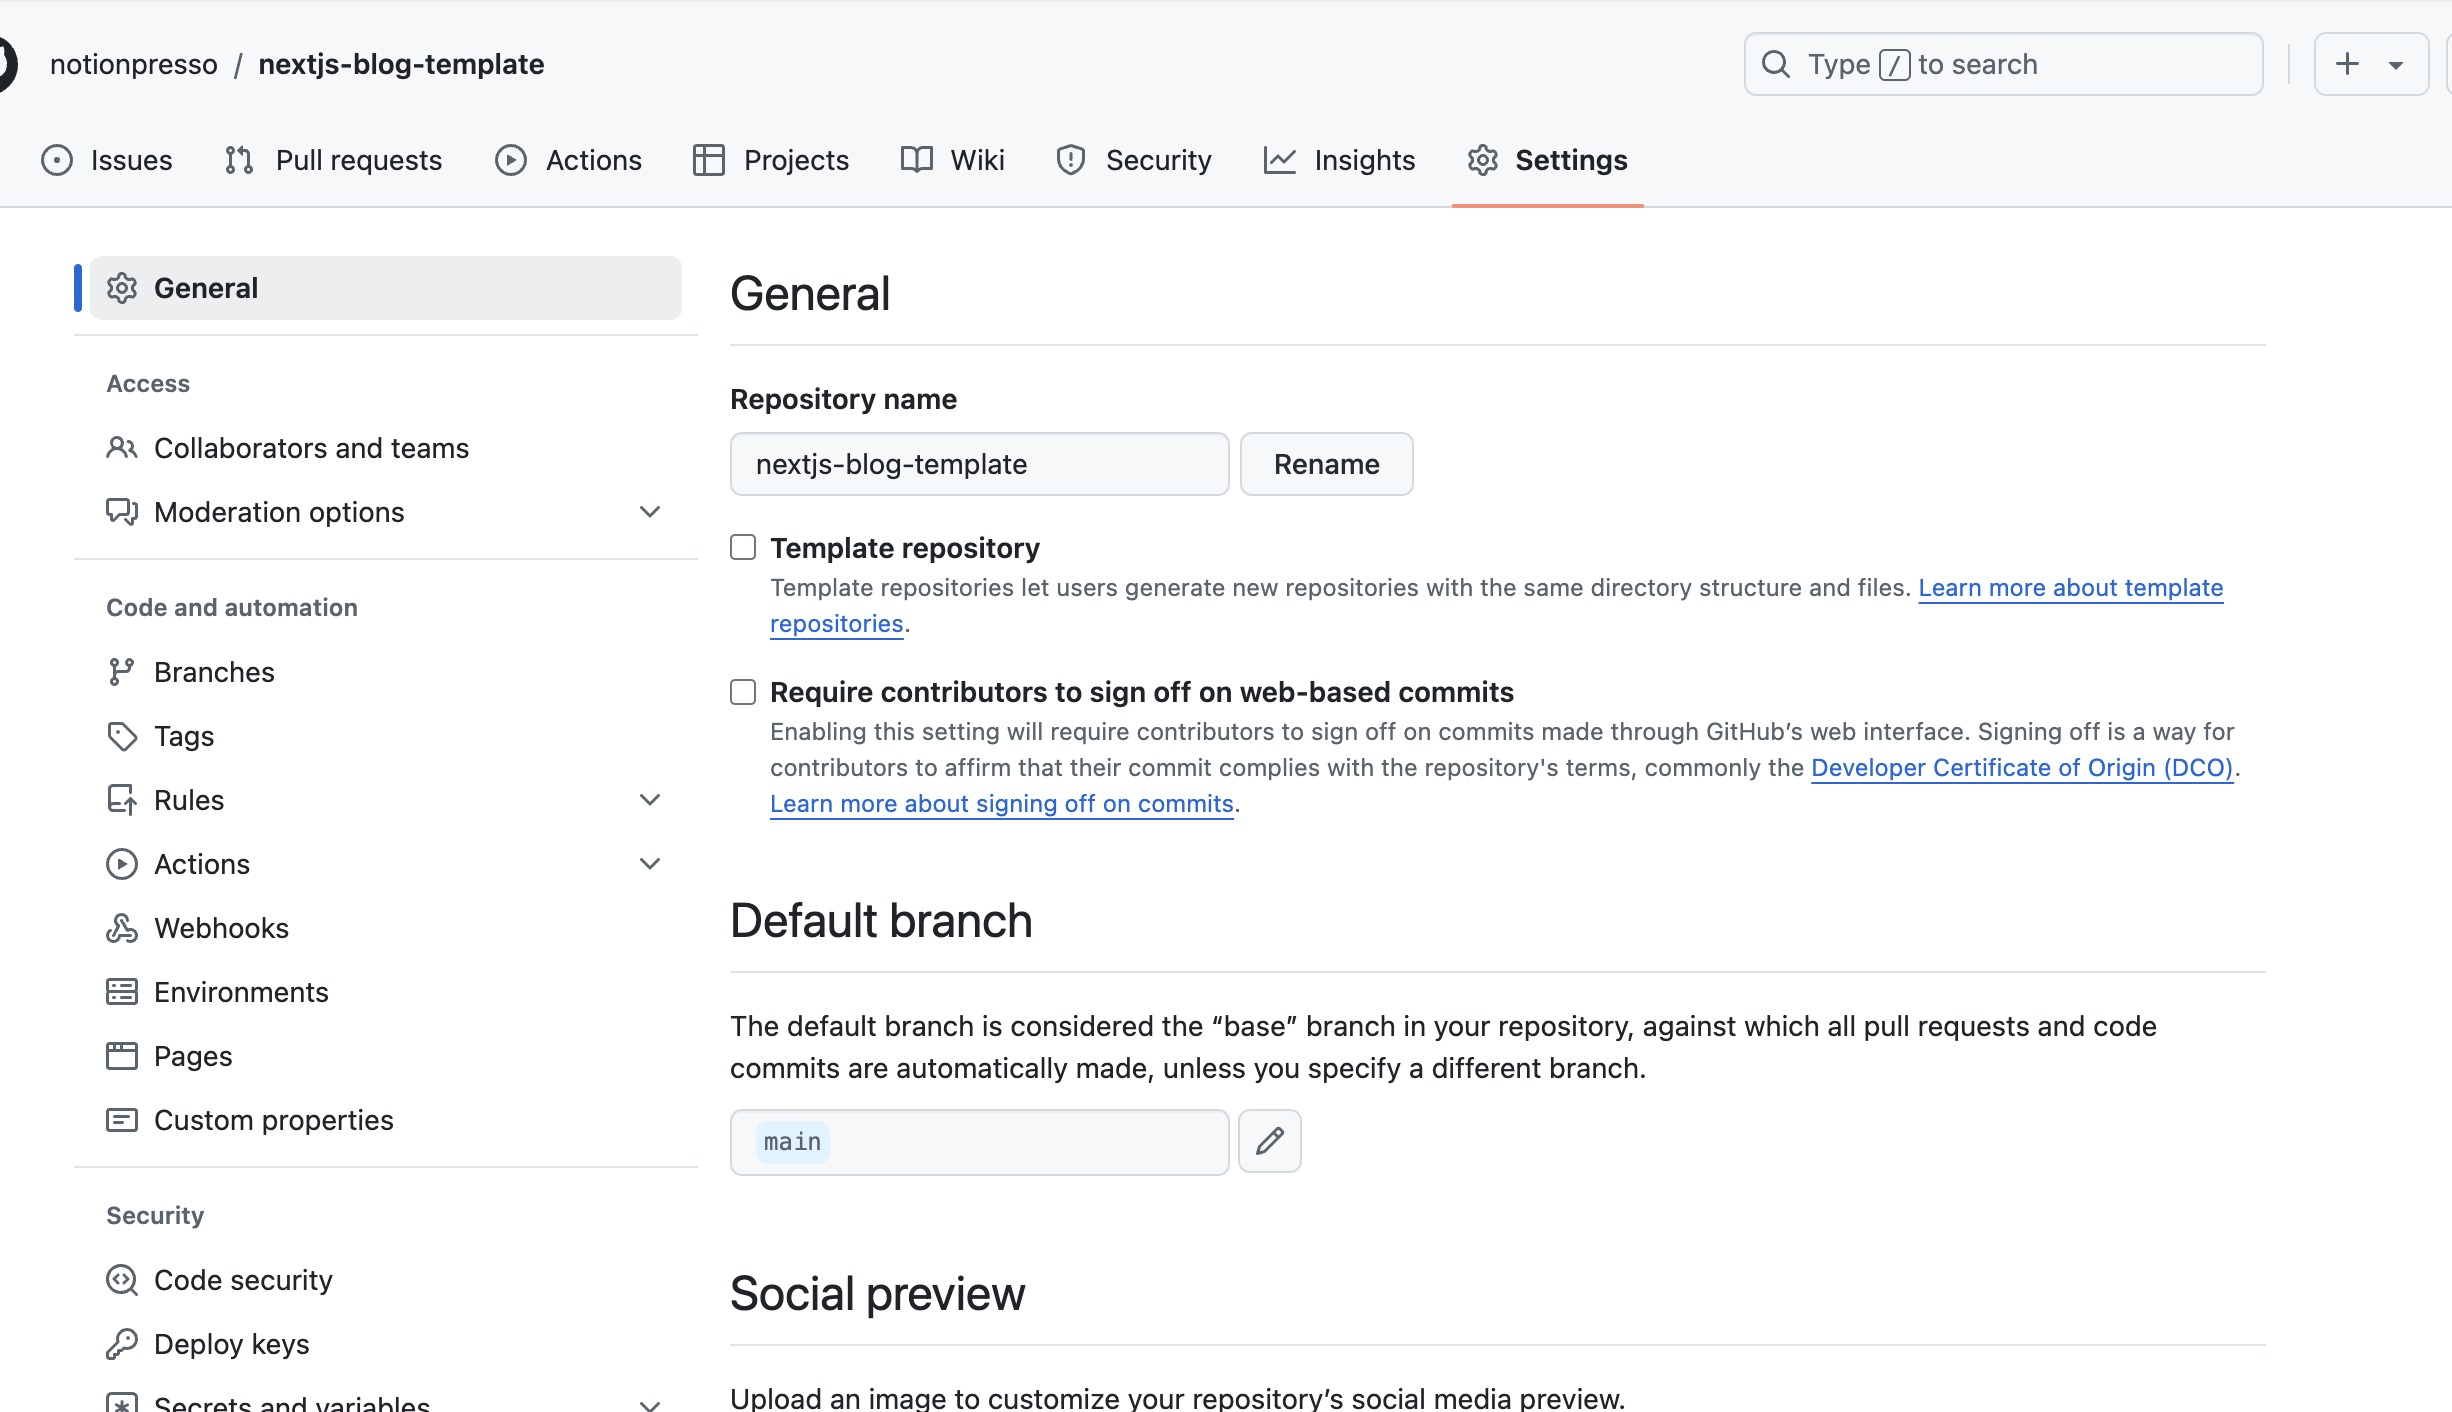 notionpresso / nextjs-blog-template
Type / to search
Issues
Pull requests
Actions
Projects
Wiki
Security
Insights
Settings
General
Access
Collaborators and teams
Moderation options
Code and automation
Branches
Tags
Rules
Actions
Webhooks
Environments
Pages
Custom properties
Security
Code security
Deploy keys
Secrets and variables
General
Repository name
nextjs-blog-template
Rename
Template repository
Template repositories let users generate new repositories with the same directory structure and files. Learn more about template
repositories.
Require contributors to sign off on web-based commits
Enabling this setting will require contributors to sign off on commits made through GitHub’s web interface. Signing off is a way for
contributors to affirm that their commit complies with the repository's terms, commonly the Developer Certificate of Origin (DCO).
Learn more about signing off on commits.
Default branch
The default branch is considered the “base” branch in your repository, against which all pull requests and code
commits are automatically made, unless you specify a different branch.
main
Social preview
Upload an image to customize your repository’s social media preview.